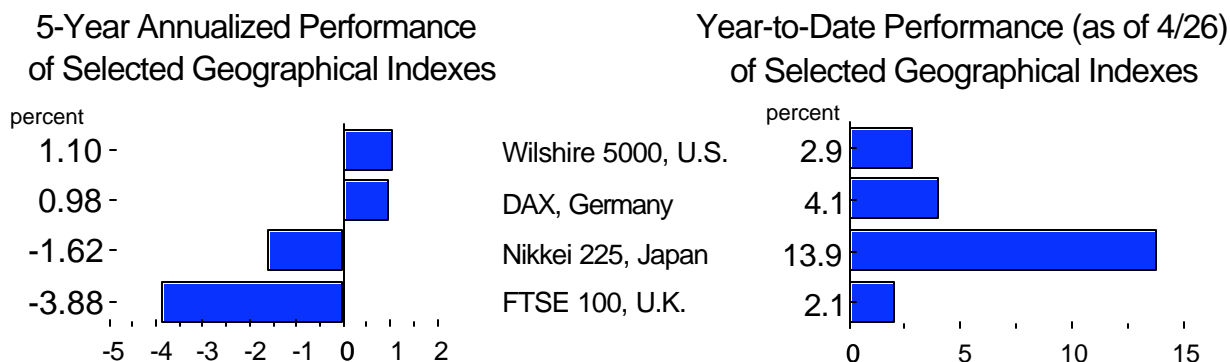 5-Year Annualized Performance
of Selected Geographical Indexes
percent
1.10
0.98
-1.62
-3.88
-5 -4 -3 -2 -1 0 1 2
Wilshire 5000, U.S.
DAX, Germany
Nikkei 225, Japan
FTSE 100, U.K.
Year-to-Date Performance (as of 4/26)
of Selected Geographical Indexes
percent
2.9
4.1
13.9
2.1
0 5 10 15